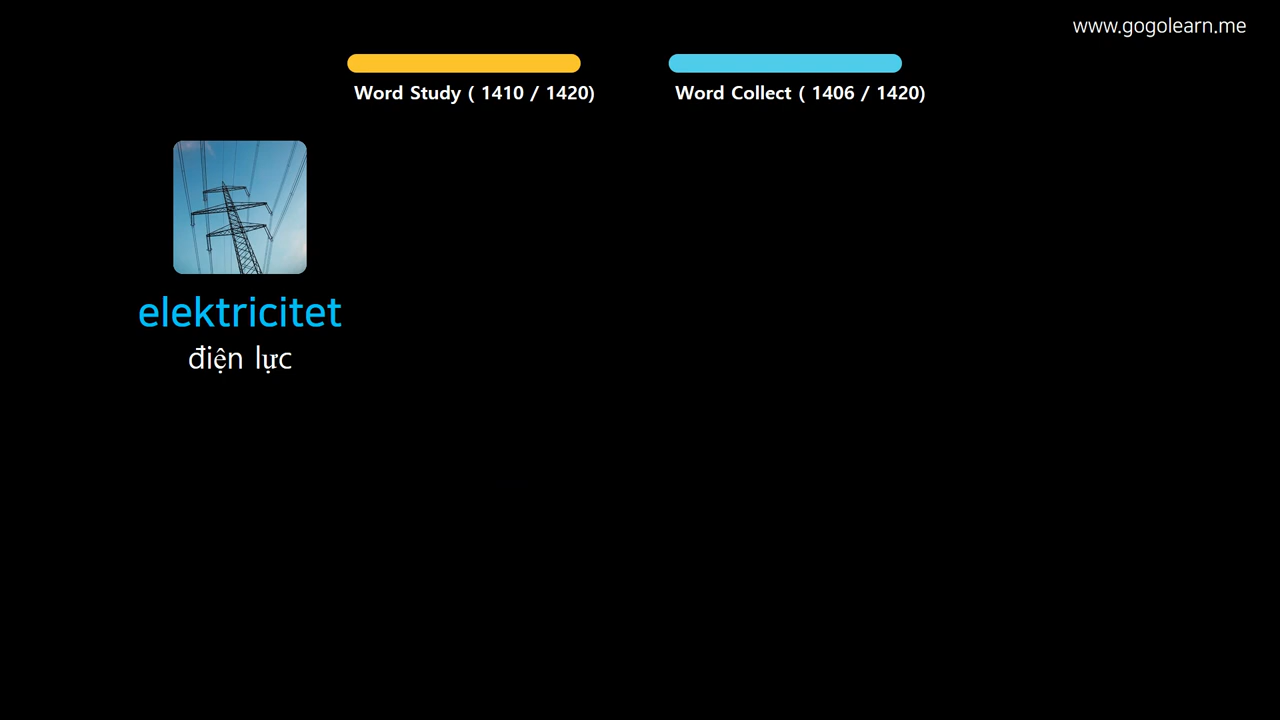 www.gogolearn.me
Word Study ( 1410 / 1420)
Word Collect ( 1406 / 1420)
elektricitet
điện lực